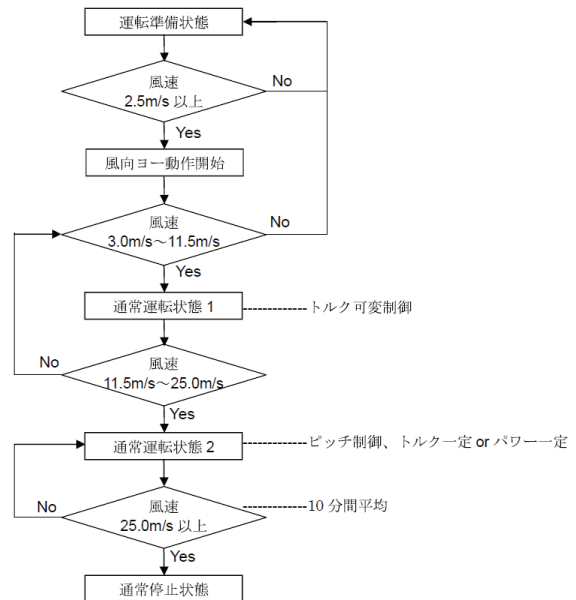 運転準備状態
風速
2.5m/s 以上
No
Yes
風向ヨー動作開始
風速
3.0m/s～11.5m/s
No
Yes
通常運転状態 1
トルク可変制御
No
風速
11.5m/s～25.0m/s
Yes
通常運転状態 2
ピッチ制御、トルク一定 or パワー一定
No
風速
25.0m/s 以上
10 分間平均
Yes
通常停止状態